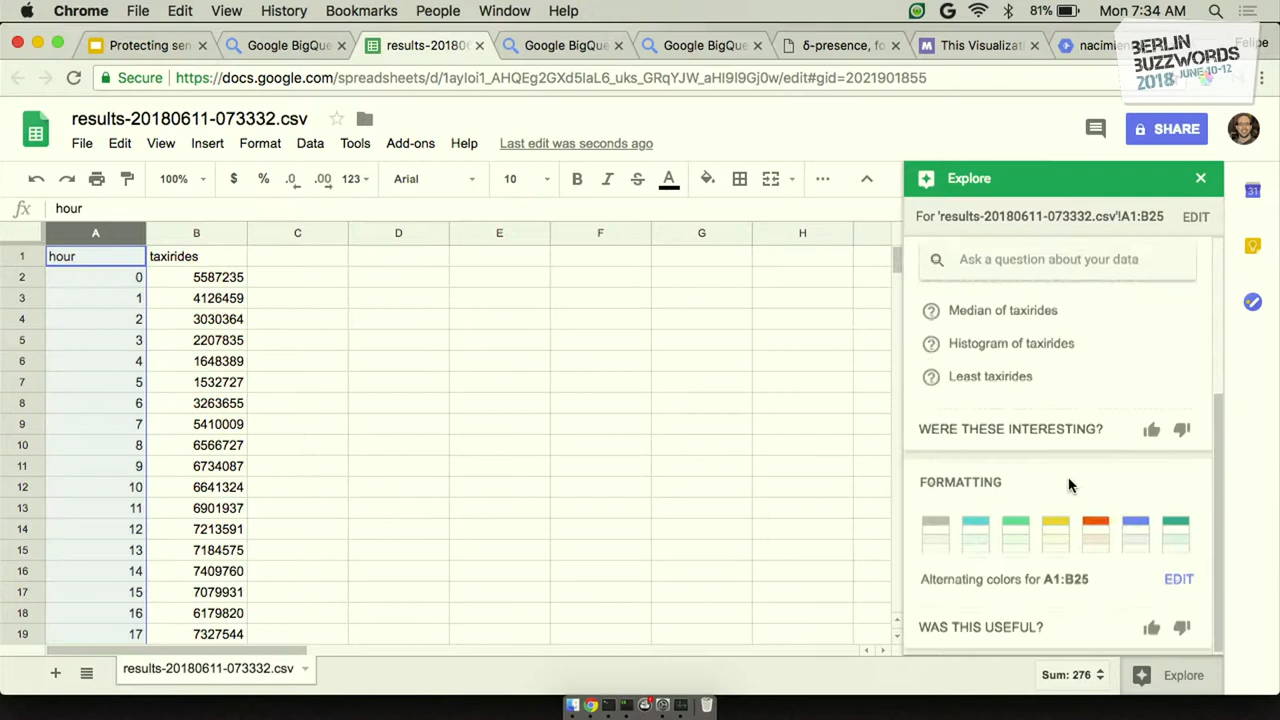 Chrome File Edit View History Bookmarks People Window Help 81% Mon 7:34 AM
Protecting sen Google BigQue results-2018061 Google BigQue Google BigQu δ-presence, fo This Visualizati nacimien Felipe
BERLIN
BUZZWORDS
2018 JUNE 10-12
Secure https://docs.google.com/spreadsheets/d/1ayIoi1_AHQEg2GXd5IaL6_uks_GRqYJW_aHI9I9Gj0w/edit#gid=2021901855
results-20180611-073332.csv
File Edit View Insert Format Data Tools Add-ons Help Last edit was seconds ago
SHARE
100% $ % .0 .00 123 Arial 10 B I S A
fx hour
A B C D E F G H
1 hour taxirides
2 0 5587235
3 1 4126459
4 2 3030364
5 3 2207835
6 4 1648389
7 5 1532727
8 6 3263655
9 7 5410009
10 8 6566727
11 9 6734087
12 10 6641324
13 11 6901937
14 12 7213591
15 13 7184575
16 14 7409760
17 15 7079931
18 16 6179820
19 17 7327544
Explore
For 'results-20180611-073332.csv'!A1:B25 EDIT
Ask a question about your data
Median of taxirides
Histogram of taxirides
Least taxirides
WERE THESE INTERESTING?
FORMATTING
Alternating colors for A1:B25 EDIT
WAS THIS USEFUL?
31
results-20180611-073332.csv
Sum: 276 Explore